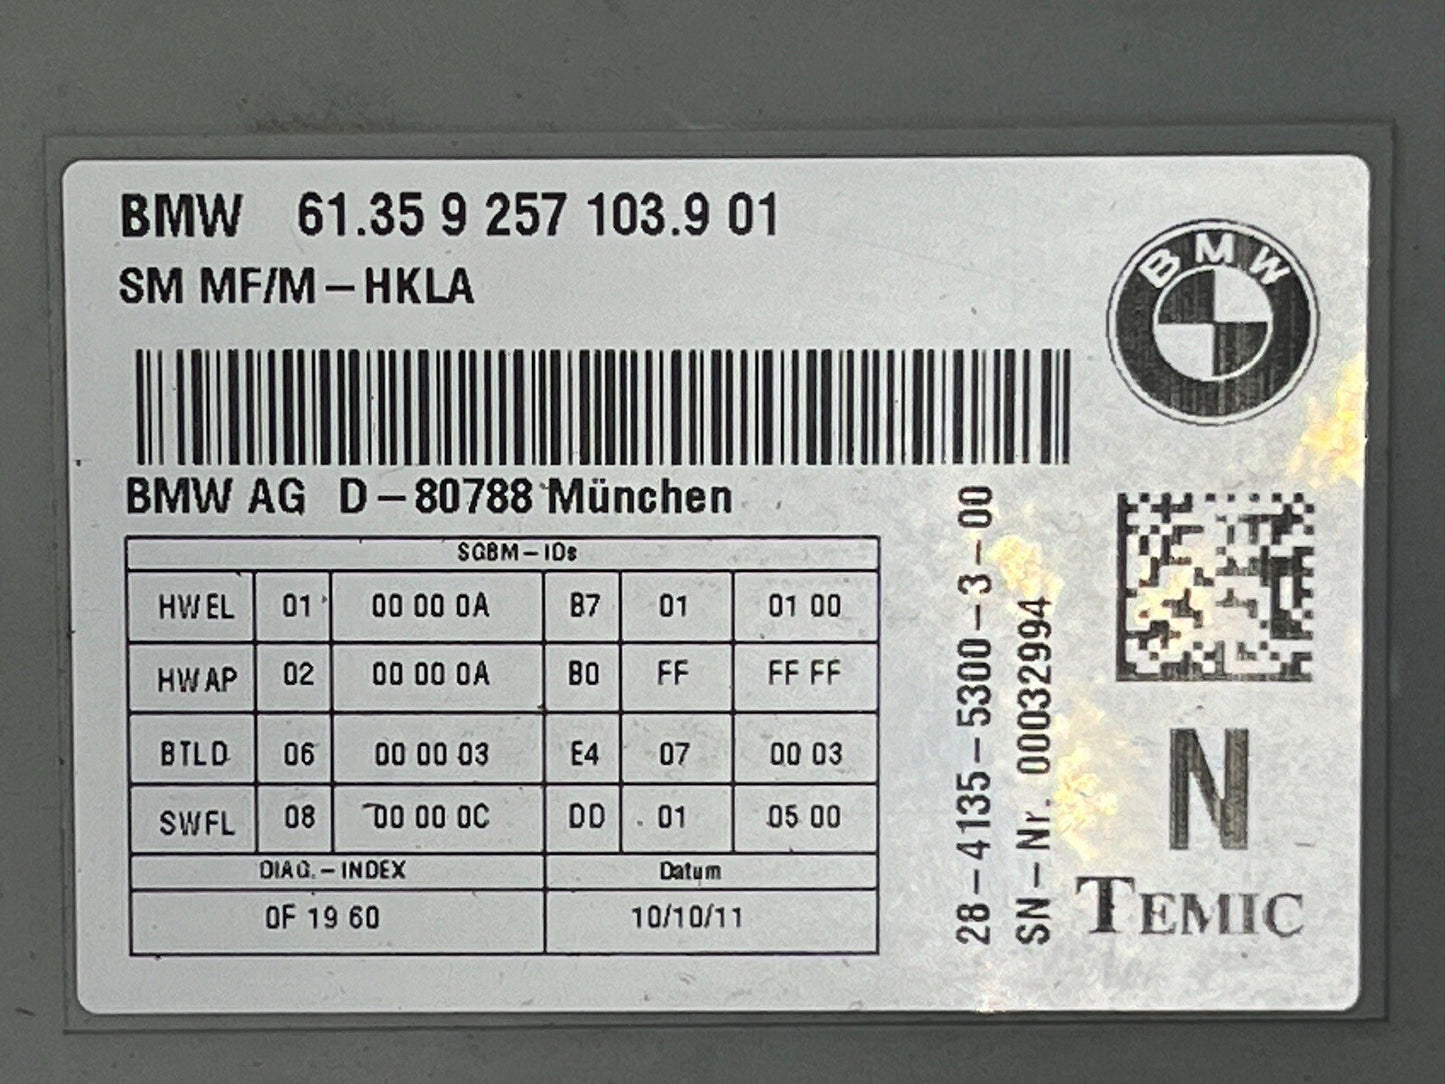 BMW 61.35 9 257 103.9 01
SM MF/M-HKLA
BMW
BMW AG D-80788 München
SGBM-IDs
HWEL 01 00 00 0A B7 01 01 00
HWAP 02 00 00 0A B0 FF FF FF
BTLD 06 00 00 03 E4 07 00 03
SWFL 08 00 00 0C DD 01 05 00
DIAG.-INDEX Datum
0F 19 60 10/10/11
28-4135-5300-3-00
SN-Nr. 00032994
N
TEMIC